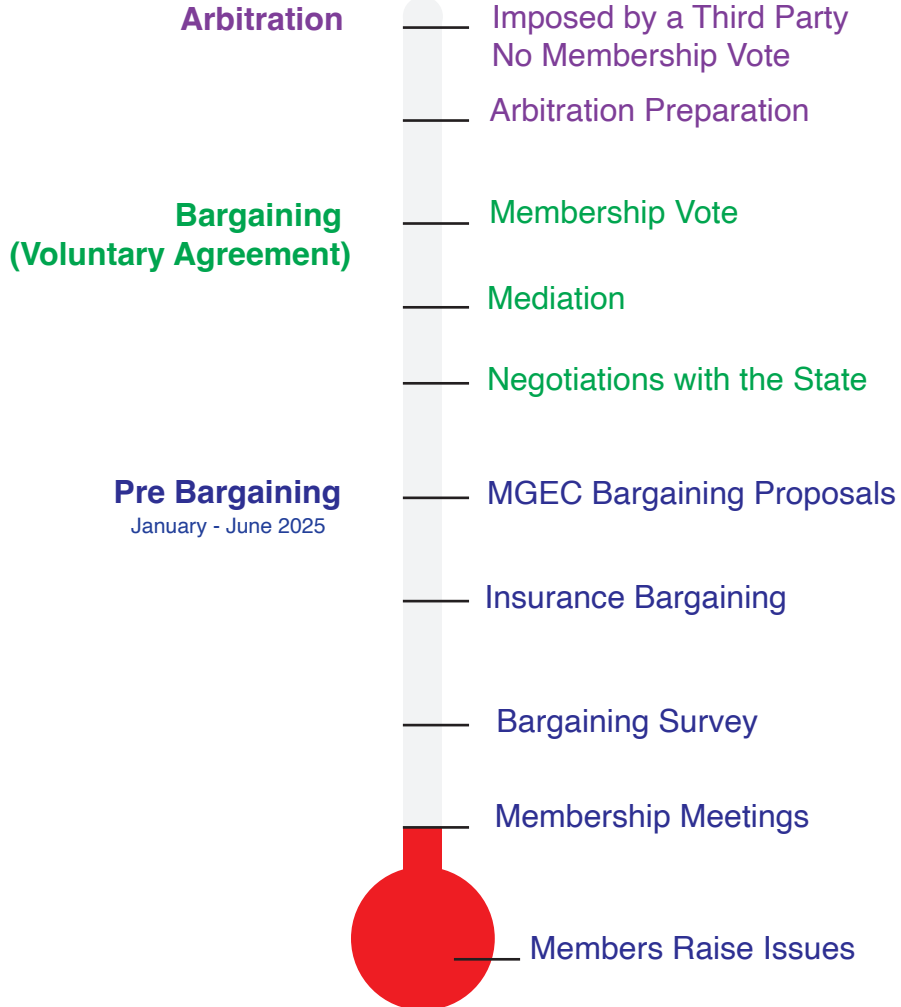 Arbitration
Imposed by a Third Party
No Membership Vote
Arbitration Preparation
Bargaining
(Voluntary Agreement)
Membership Vote
Mediation
Negotiations with the State
Pre Bargaining
January - June 2025
MGEC Bargaining Proposals
Insurance Bargaining
Bargaining Survey
Membership Meetings
Members Raise Issues